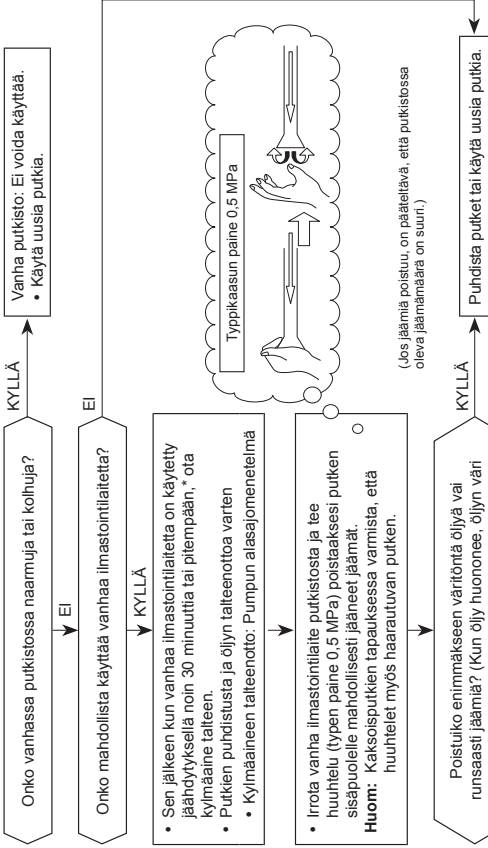 Onko vanhassa putkistossa naarmuja tai kolhuja?
KYLLÄ
Vanha putkisto: Ei voida käyttää.
• Käytä uusia putkia.
EI
Onko mahdollista käyttää vanhaa ilmastointilaitetta?
EI
KYLLÄ
• Sen jälkeen kun vanhaa ilmastointilaitetta on käytetty
jäähdytyksellä noin 30 minuuttia tai pitempään,* ota
kylmäaine talteen.
• Putkien puhdistusta ja öljyn talteenottoa varten
• Kylmäaineen talteenotto: Pumpun alasajomenetelmä
Typpikaasun paine 0,5 MPa
• Irrota vanha ilmastointilaite putkistosta ja tee
huuhtelu (typen paine 0,5 MPa) poistaaksesi putken
sisäpuolelle mahdollisesti jääneet jäämät.
Huom: Kaksoisputkien tapauksessa varmista, että
huuhtelet myös haarautuvan putken.
(Jos jäämiä poistuu, on pääteltävä, että putkistossa
oleva jäämämäärä on suuri.)
Poistuiko enimmäkseen väritöntä öljyä vai
runsaasti jäämiä? (Kun öljy huononee, öljyn väri
KYLLÄ
Puhdista putket tai käytä uusia putkia.